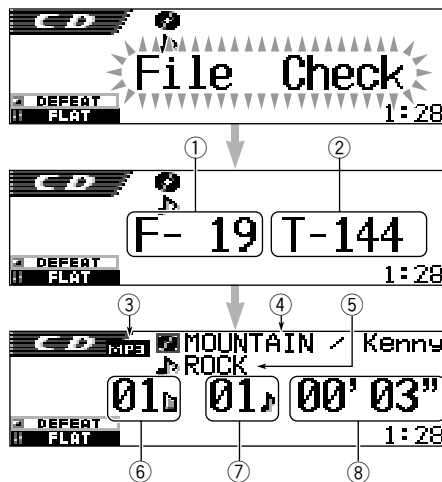 CD
File Check
DEFEAT
FLAT
1:28
① ②
CD
F- 19 T-144
DEFEAT
FLAT
1:28
③ ④ ⑤
CD MP3 MOUNTAIN / Kenny
ROCK
01 01 00' 03"
DEFEAT
FLAT
1:28
⑥ ⑦ ⑧